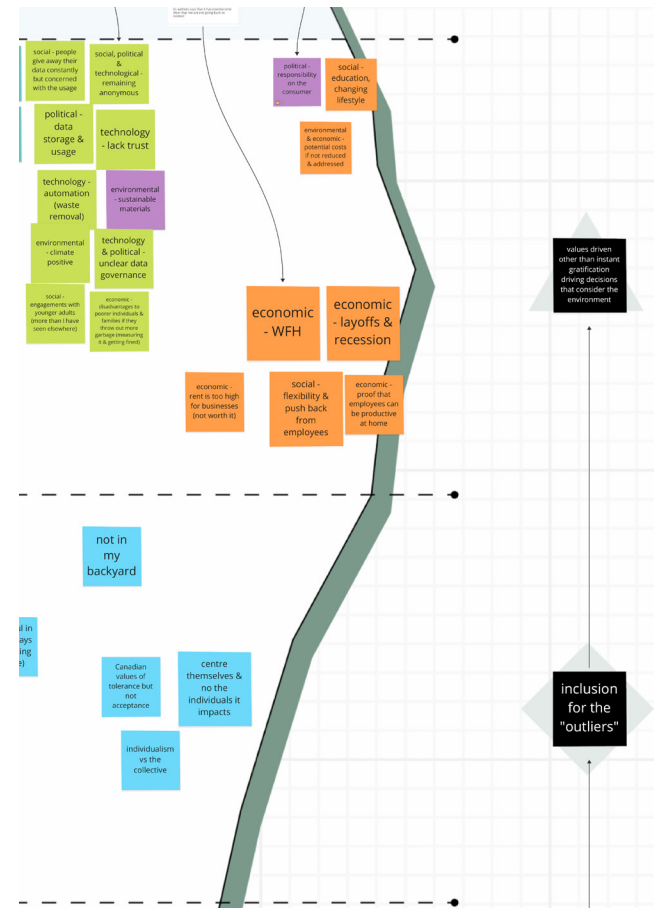 social - people
give away their
data constantly
but concerned
with the usage
social, political
&
technological -
remaining
anonymous
political -
responsibility
on the
consumer
social -
education,
changing
lifestyle
political -
data
storage &
usage
technology
- lack trust
environmental
& economic -
potential costs
if not reduced
& addressed
technology -
automation
(waste
removal)
environmental
- sustainable
materials
environmental
- climate
positive
technology
& political -
unclear data
governance
social -
engagements with
younger adults
(more than I have
seen elsewhere)
economic -
disadvantages to
poorer individuals &
families if they
throw out more
garbage (measuring
it & getting fined)
values driven
other than instant
gratification
driving decisions
that consider the
environment
economic
- WFH
economic
- layoffs &
recession
economic -
rent is too high
for businesses
(not worth it)
social -
flexibility &
push back
from
employees
economic -
proof that
employees can
be productive
at home
not in
my
backyard
Canadian
values of
tolerance but
not
acceptance
centre
themselves &
no the
individuals it
impacts
individualism
vs the
collective
inclusion
for the
"outliers"